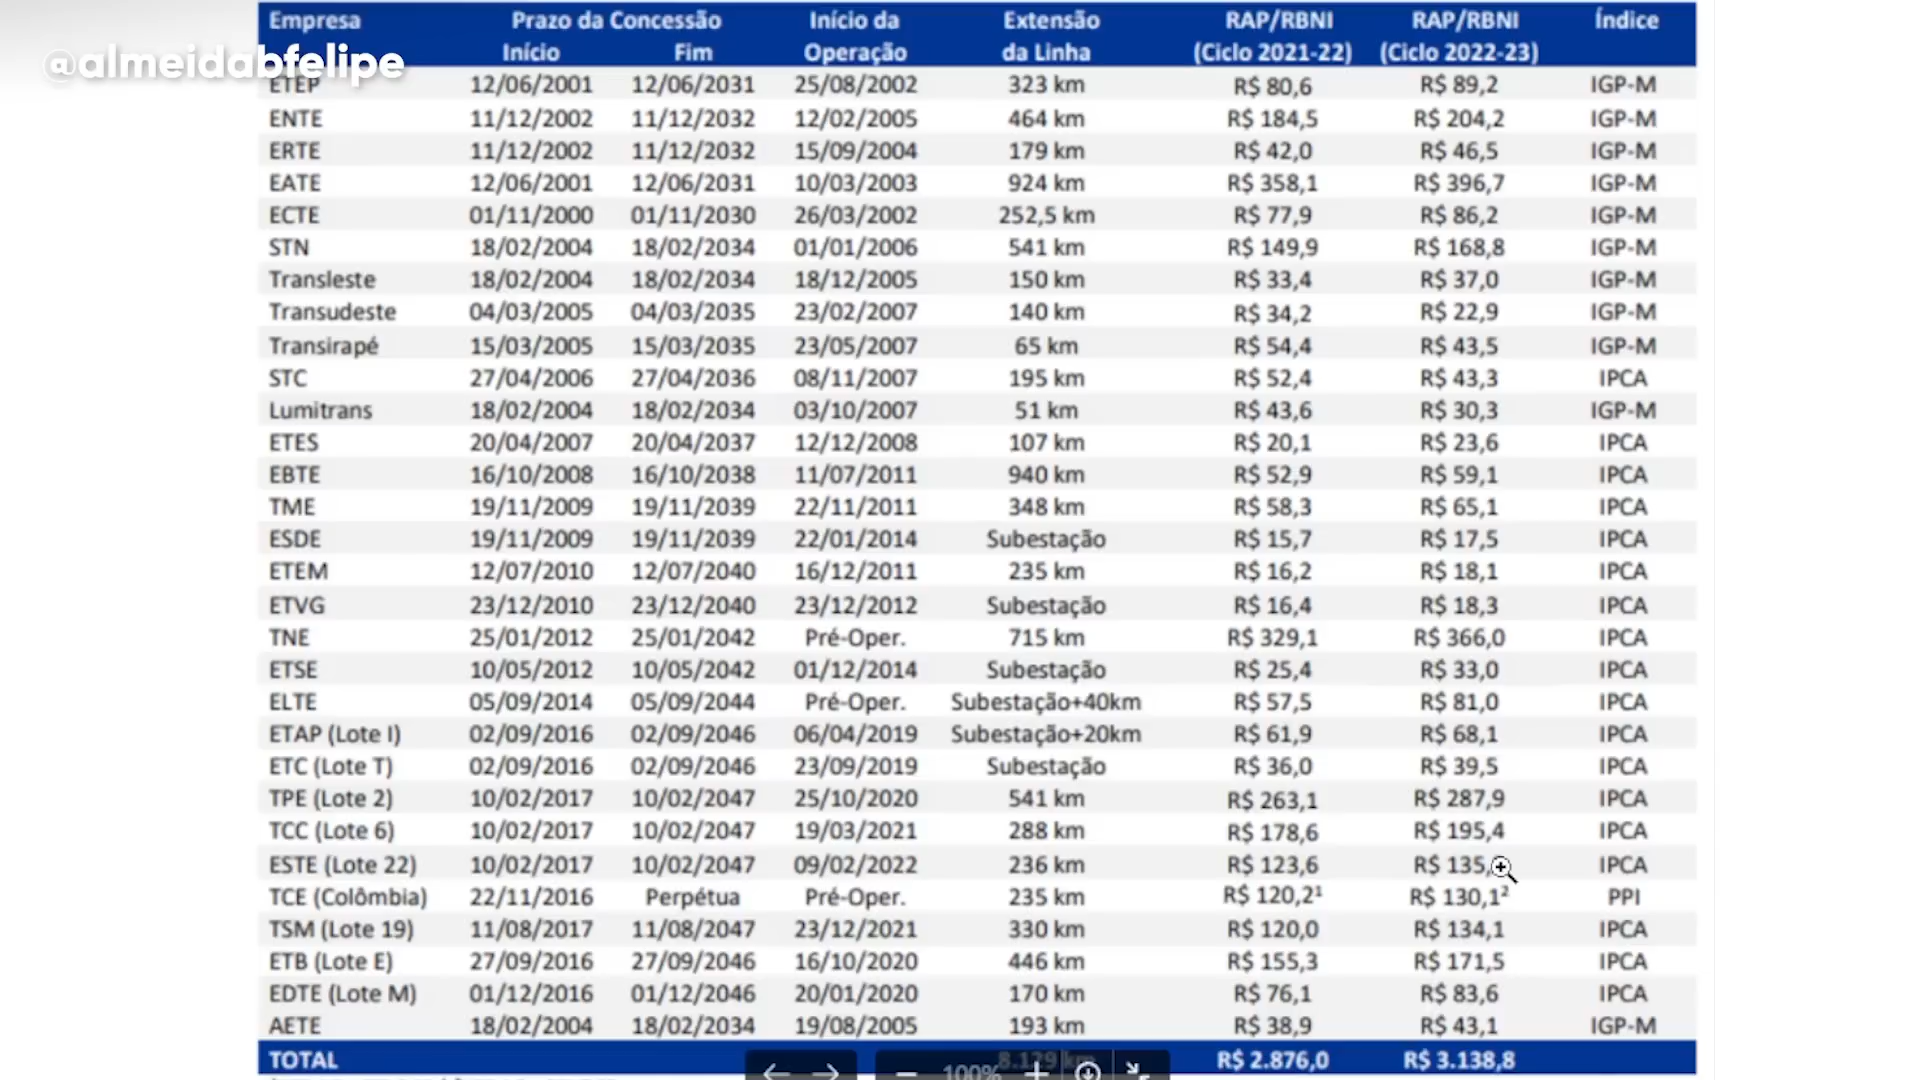 Empresa Prazo da Concessão Início da Extensão RAP/RBNI RAP/RBNI Índice
Início Fim Operação da Linha (Ciclo 2021-22) (Ciclo 2022-23)
@almeidabfelipe
ETEP 12/06/2001 12/06/2031 25/08/2002 323 km R$ 80,6 R$ 89,2 IGP-M
ENTE 11/12/2002 11/12/2032 12/02/2005 464 km R$ 184,5 R$ 204,2 IGP-M
ERTE 11/12/2002 11/12/2032 15/09/2004 179 km R$ 42,0 R$ 46,5 IGP-M
EATE 12/06/2001 12/06/2031 10/03/2003 924 km R$ 358,1 R$ 396,7 IGP-M
ECTE 01/11/2000 01/11/2030 26/03/2002 252,5 km R$ 77,9 R$ 86,2 IGP-M
STN 18/02/2004 18/02/2034 01/01/2006 541 km R$ 149,9 R$ 168,8 IGP-M
Transleste 18/02/2004 18/02/2034 18/12/2005 150 km R$ 33,4 R$ 37,0 IGP-M
Transudeste 04/03/2005 04/03/2035 23/02/2007 140 km R$ 34,2 R$ 22,9 IGP-M
Transirapé 15/03/2005 15/03/2035 23/05/2007 65 km R$ 54,4 R$ 43,5 IGP-M
STC 27/04/2006 27/04/2036 08/11/2007 195 km R$ 52,4 R$ 43,3 IPCA
Lumitrans 18/02/2004 18/02/2034 03/10/2007 51 km R$ 43,6 R$ 30,3 IGP-M
ETES 20/04/2007 20/04/2037 12/12/2008 107 km R$ 20,1 R$ 23,6 IPCA
EBTE 16/10/2008 16/10/2038 11/07/2011 940 km R$ 52,9 R$ 59,1 IPCA
TME 19/11/2009 19/11/2039 22/11/2011 348 km R$ 58,3 R$ 65,1 IPCA
ESDE 19/11/2009 19/11/2039 22/01/2014 Subestação R$ 15,7 R$ 17,5 IPCA
ETEM 12/07/2010 12/07/2040 16/12/2011 235 km R$ 16,2 R$ 18,1 IPCA
ETVG 23/12/2010 23/12/2040 23/12/2012 Subestação R$ 16,4 R$ 18,3 IPCA
TNE 25/01/2012 25/01/2042 Pré-Oper. 715 km R$ 329,1 R$ 366,0 IPCA
ETSE 10/05/2012 10/05/2042 01/12/2014 Subestação R$ 25,4 R$ 33,0 IPCA
ELTE 05/09/2014 05/09/2044 Pré-Oper. Subestação+40km R$ 57,5 R$ 81,0 IPCA
ETAP (Lote I) 02/09/2016 02/09/2046 06/04/2019 Subestação+20km R$ 61,9 R$ 68,1 IPCA
ETC (Lote T) 02/09/2016 02/09/2046 23/09/2019 Subestação R$ 36,0 R$ 39,5 IPCA
TPE (Lote 2) 10/02/2017 10/02/2047 25/10/2020 541 km R$ 263,1 R$ 287,9 IPCA
TCC (Lote 6) 10/02/2017 10/02/2047 19/03/2021 288 km R$ 178,6 R$ 195,4 IPCA
ESTE (Lote 22) 10/02/2017 10/02/2047 09/02/2022 236 km R$ 123,6 R$ 135, IPCA
TCE (Colômbia) 22/11/2016 Perpétua Pré-Oper. 235 km R$ 120,2¹ R$ 130,1² PPI
TSM (Lote 19) 11/08/2017 11/08/2047 23/12/2021 330 km R$ 120,0 R$ 134,1 IPCA
ETB (Lote E) 27/09/2016 27/09/2046 16/10/2020 446 km R$ 155,3 R$ 171,5 IPCA
EDTE (Lote M) 01/12/2016 01/12/2046 20/01/2020 170 km R$ 76,1 R$ 83,6 IPCA
AETE 18/02/2004 18/02/2034 19/08/2005 193 km R$ 38,9 R$ 43,1 IGP-M
TOTAL R$ 2.876,0 R$ 3.138,8
100%